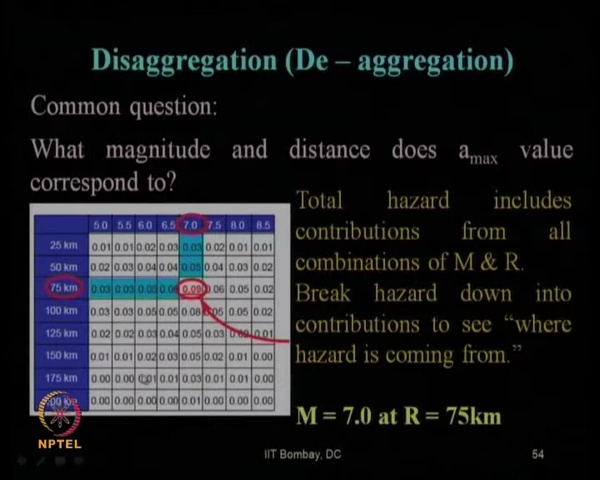 Disaggregation (De – aggregation)
Common question:
What magnitude and distance does amax value
correspond to?
Total hazard includes
contributions from all
combinations of M & R.
Break hazard down into
contributions to see “where
hazard is coming from.”
M = 7.0 at R = 75km
5.0 5.5 6.0 6.5 7.0 7.5 8.0 8.5
25 km 0.01 0.01 0.02 0.03 0.03 0.02 0.01 0.01
50 km 0.02 0.03 0.04 0.04 0.05 0.04 0.03 0.02
75 km 0.03 0.03 0.05 0.09 0.06 0.05 0.02
100 km 0.03 0.03 0.05 0.05 0.08 0.05 0.05 0.02
125 km 0.02 0.02 0.03 0.04 0.05 0.03 0.01
150 km 0.01 0.01 0.02 0.03 0.05 0.02 0.01 0.00
175 km 0.00 0.00 0.01 0.01 0.03 0.01 0.01 0.00
km 0.00 0.00 0.00 0.00 0.01 0.00 0.00 0.00
NPTEL
IIT Bombay, DC
54